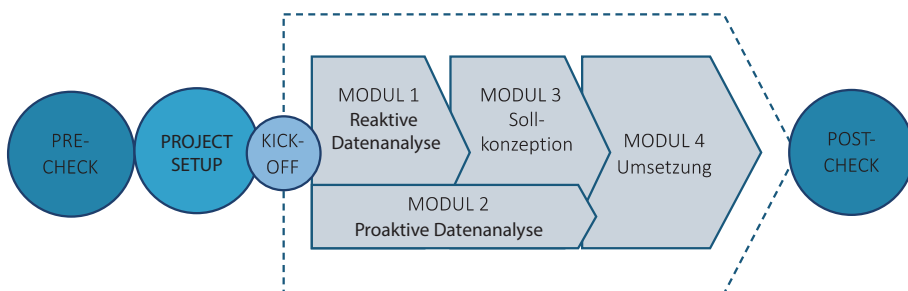 PRE-
CHECK
PROJECT
SETUP
KICK-
OFF
MODUL 1
Reaktive
Datenanalyse
MODUL 2
Proaktive Datenanalyse
MODUL 3
Soll-
konzeption
MODUL 4
Umsetzung
POST-
CHECK